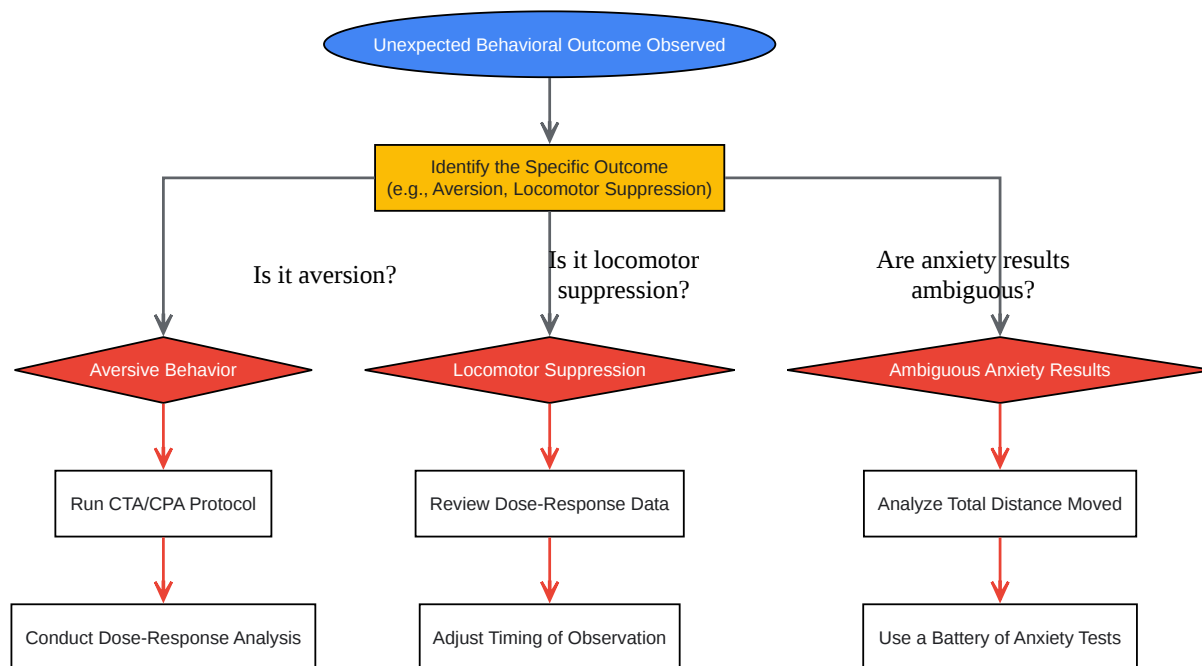 Unexpected Behavioral Outcome Observed
Identify the Specific Outcome
(e.g., Aversion, Locomotor Suppression)
Is it aversion?
Is it locomotor
suppression?
Are anxiety results
ambiguous?
Aversive Behavior
Locomotor Suppression
Ambiguous Anxiety Results
Run CTA/CPA Protocol
Review Dose-Response Data
Analyze Total Distance Moved
Conduct Dose-Response Analysis
Adjust Timing of Observation
Use a Battery of Anxiety Tests